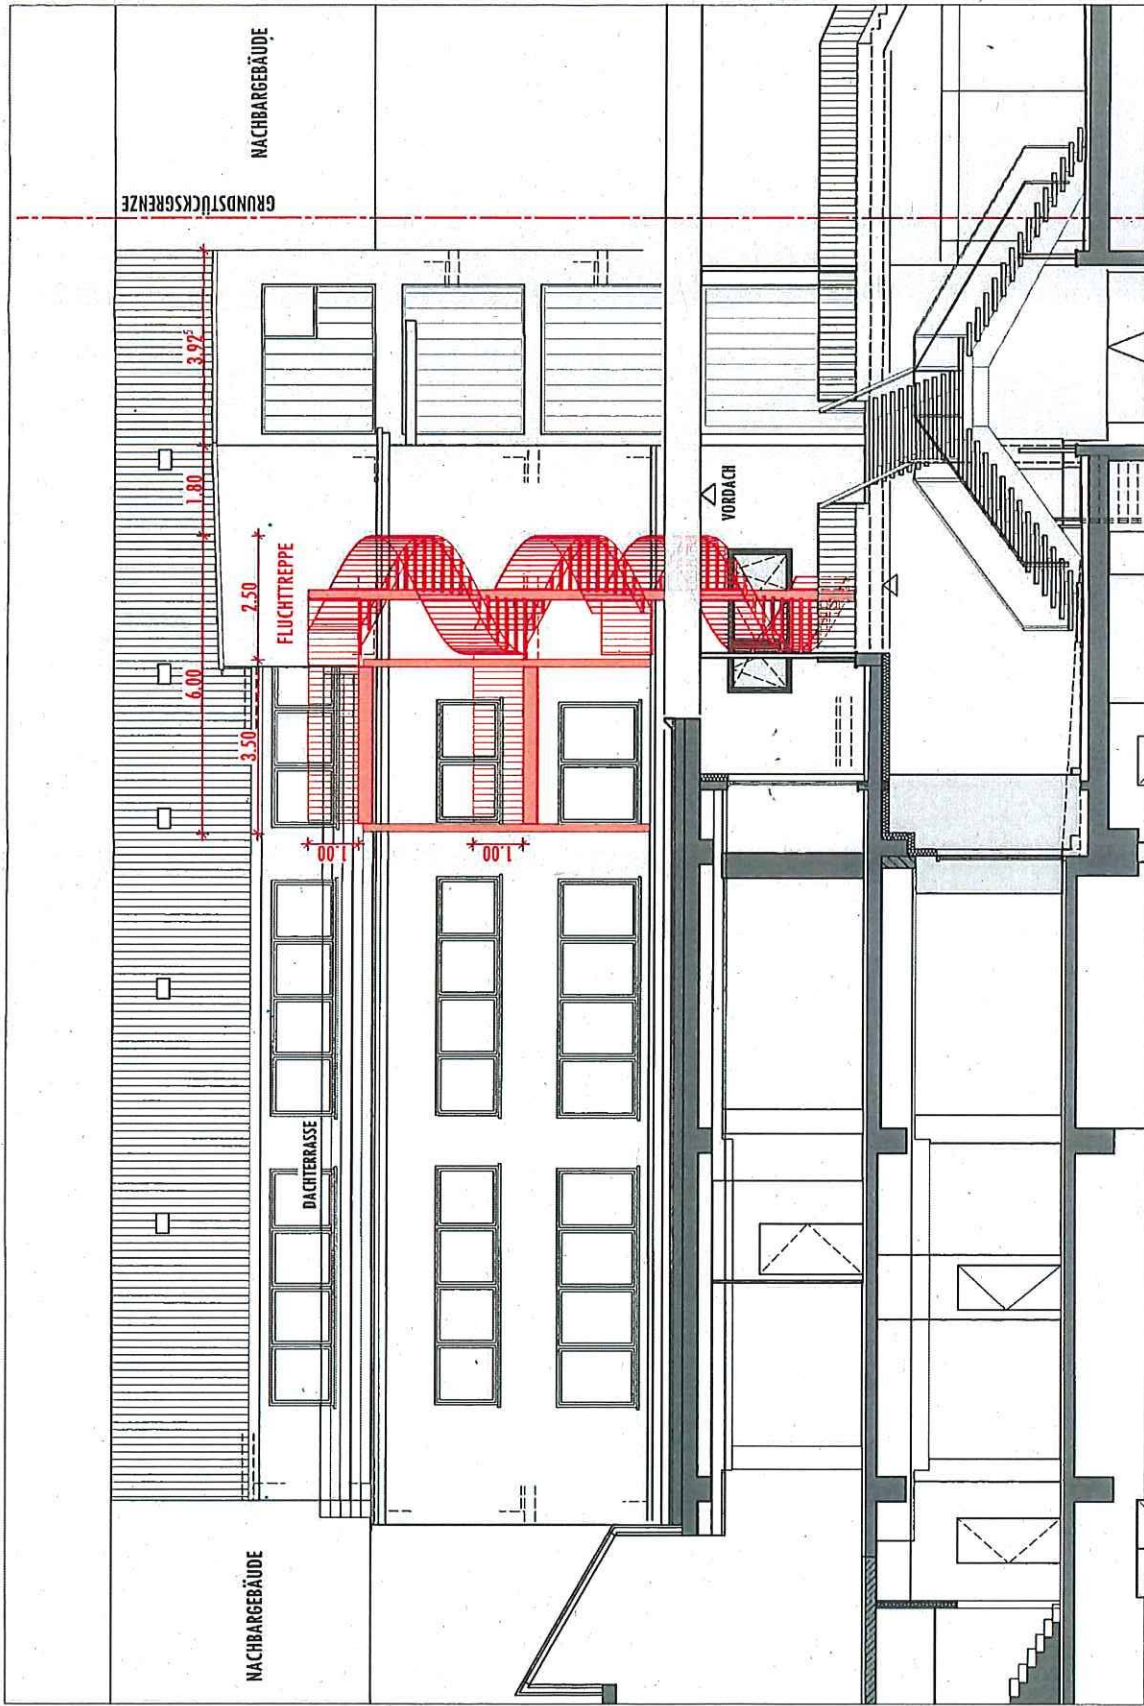 NACHBARGEBÄUDE
DACHTERRASSE
3.50
6.00
2.50
1.80
3.92⁵
1.00
1.00
FLUCHTTREPPE
VORDACH
GRUNDSTÜCKSGRENZE
NACHBARGEBÄUDE